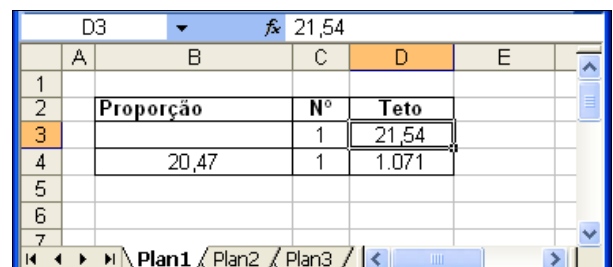 D3 fx 21,54
A B C D E
1
2 Proporção Nº Teto
3 1 21,54
4 20,47 1 1.071
5
6
7
Plan1 Plan2 Plan3